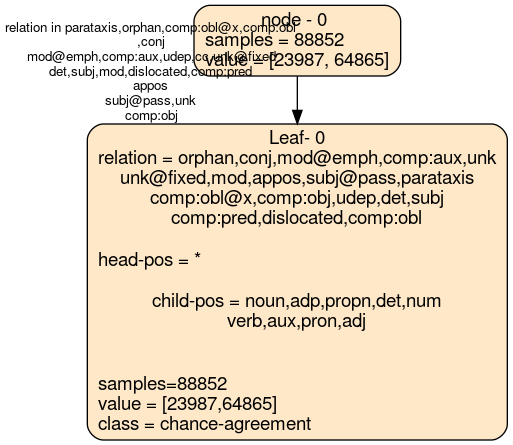 relation in parataxis,orphan,comp:obl@x,comp:obl
,conj
mod@emph,comp:aux,udep,cc,unk@fixed
det,subj,mod,dislocated,comp:pred
appos
subj@pass,unk
comp:obj
node - 0
samples = 88852
value = [23987, 64865]
Leaf- 0
relation = orphan,conj,mod@emph,comp:aux,unk
unk@fixed,mod,appos,subj@pass,parataxis
comp:obl@x,comp:obj,udep,det,subj
comp:pred,dislocated,comp:obl
head-pos = *
child-pos = noun,adp,propn,det,num
verb,aux,pron,adj
samples=88852
value = [23987,64865]
class = chance-agreement